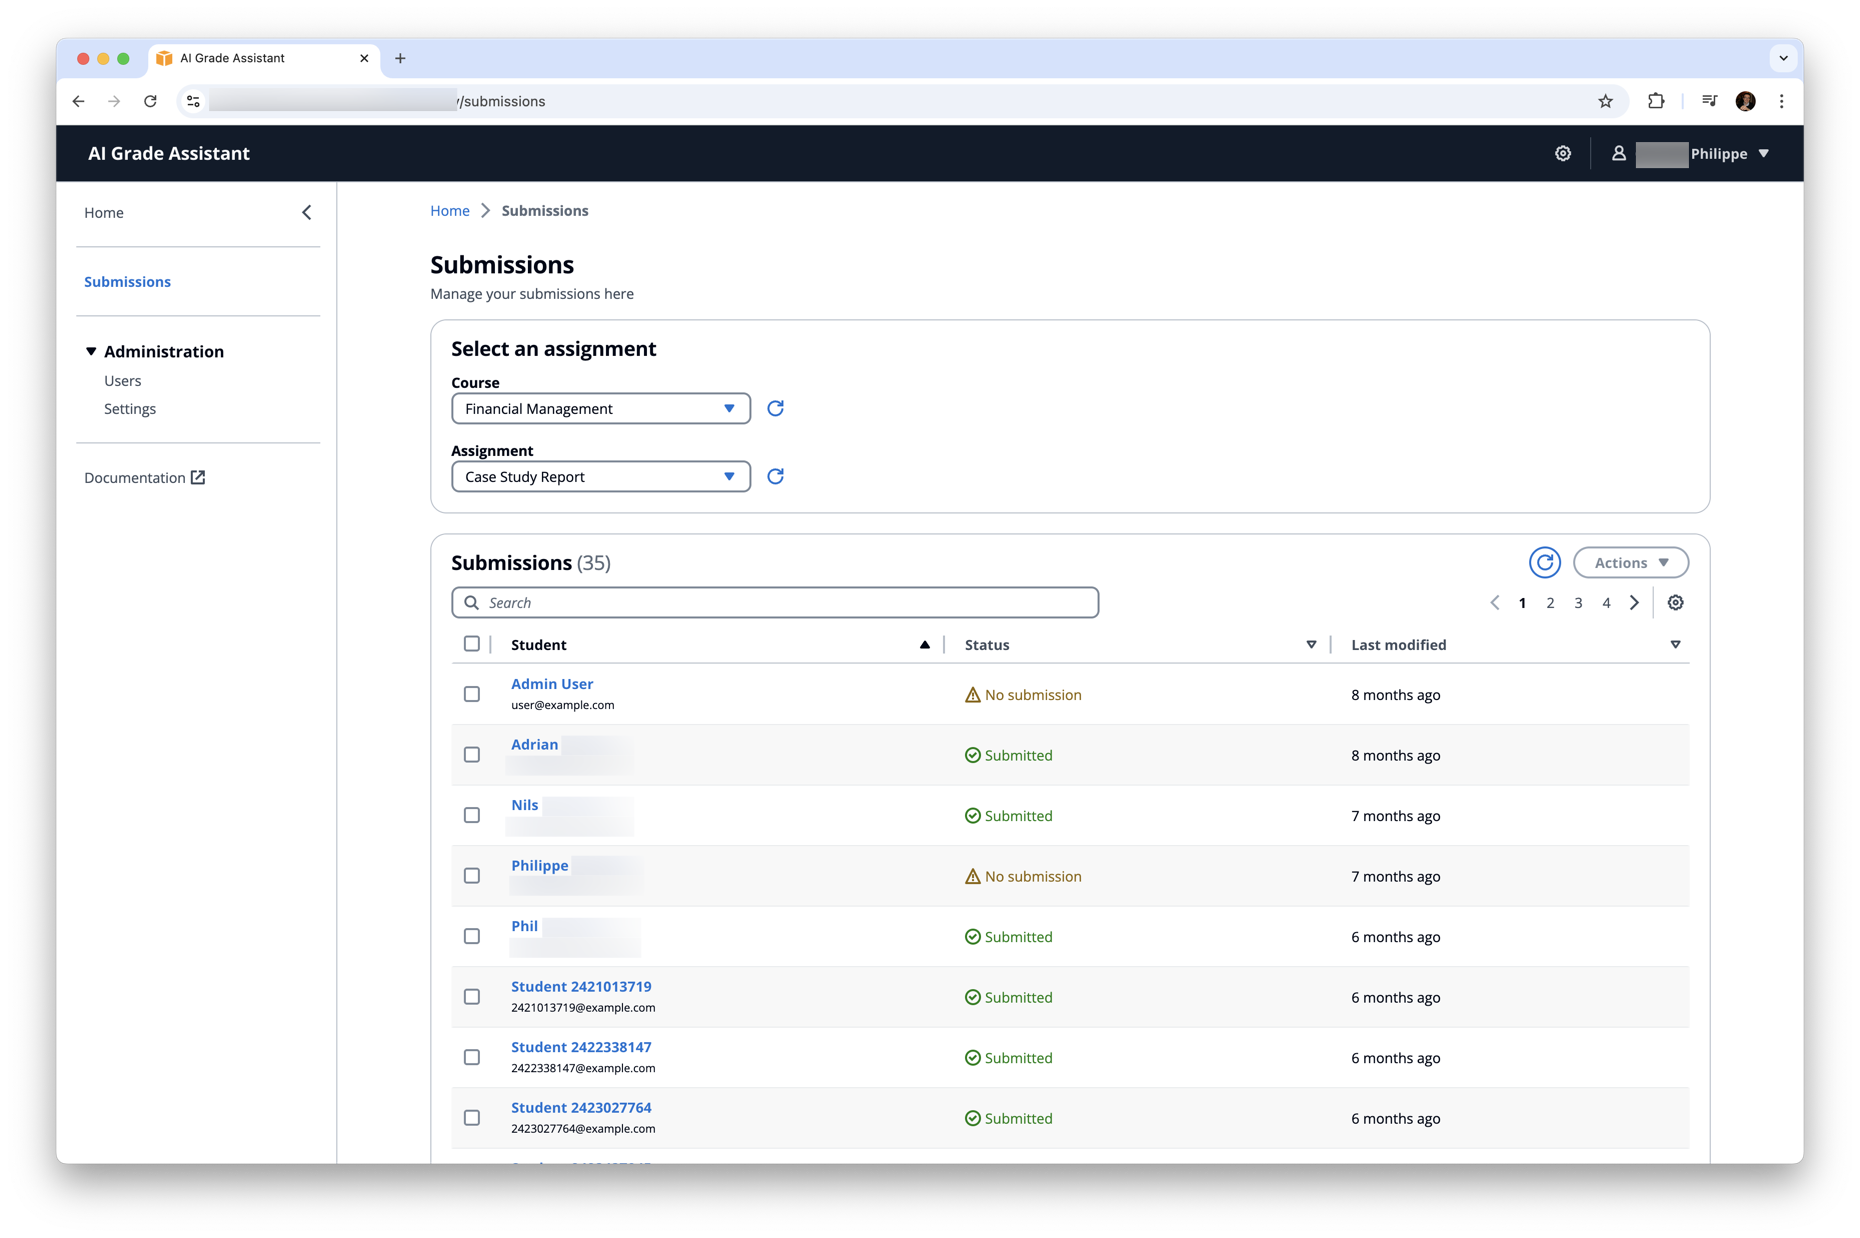 AI Grade Assistant
/submissions
AI Grade Assistant
Philippe
Home
Submissions
Administration
Users
Settings
Documentation
Home > Submissions
Submissions
Manage your submissions here
Select an assignment
Course
Financial Management
Assignment
Case Study Report
Submissions (35)
Actions
Search
1 2 3 4
Student Status Last modified
Admin User
user@example.com
No submission 8 months ago
Adrian
Submitted 8 months ago
Nils
Submitted 7 months ago
Philippe
No submission 7 months ago
Phil
Submitted 6 months ago
Student 2421013719
2421013719@example.com
Submitted 6 months ago
Student 2422338147
2422338147@example.com
Submitted 6 months ago
Student 2423027764
2423027764@example.com
Submitted 6 months ago